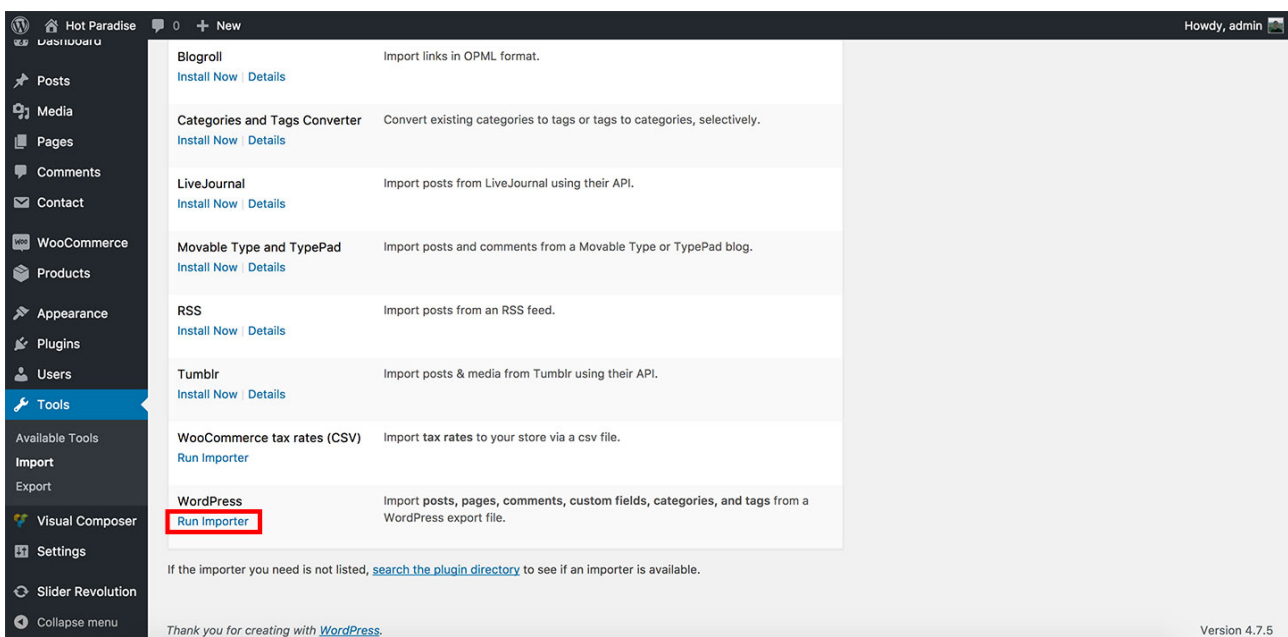 Hot Paradise 0 + New Howdy, admin
Dashboard
Posts
Media
Pages
Comments
Contact
WooCommerce
Woo
Products
Appearance
Plugins
Users
Tools
Available Tools
Import
Export
Visual Composer
Settings
Slider Revolution
Collapse menu
Blogroll Import links in OPML format.
Install Now | Details
Categories and Tags Converter Convert existing categories to tags or tags to categories, selectively.
Install Now | Details
LiveJournal Import posts from LiveJournal using their API.
Install Now | Details
Movable Type and TypePad Import posts and comments from a Movable Type or TypePad blog.
Install Now | Details
RSS Import posts from an RSS feed.
Install Now | Details
Tumblr Import posts & media from Tumblr using their API.
Install Now | Details
WooCommerce tax rates (CSV) Import tax rates to your store via a csv file.
Run Importer
WordPress Import posts, pages, comments, custom fields, categories, and tags from a
Run Importer WordPress export file.
If the importer you need is not listed, search the plugin directory to see if an importer is available.
Thank you for creating with WordPress. Version 4.7.5